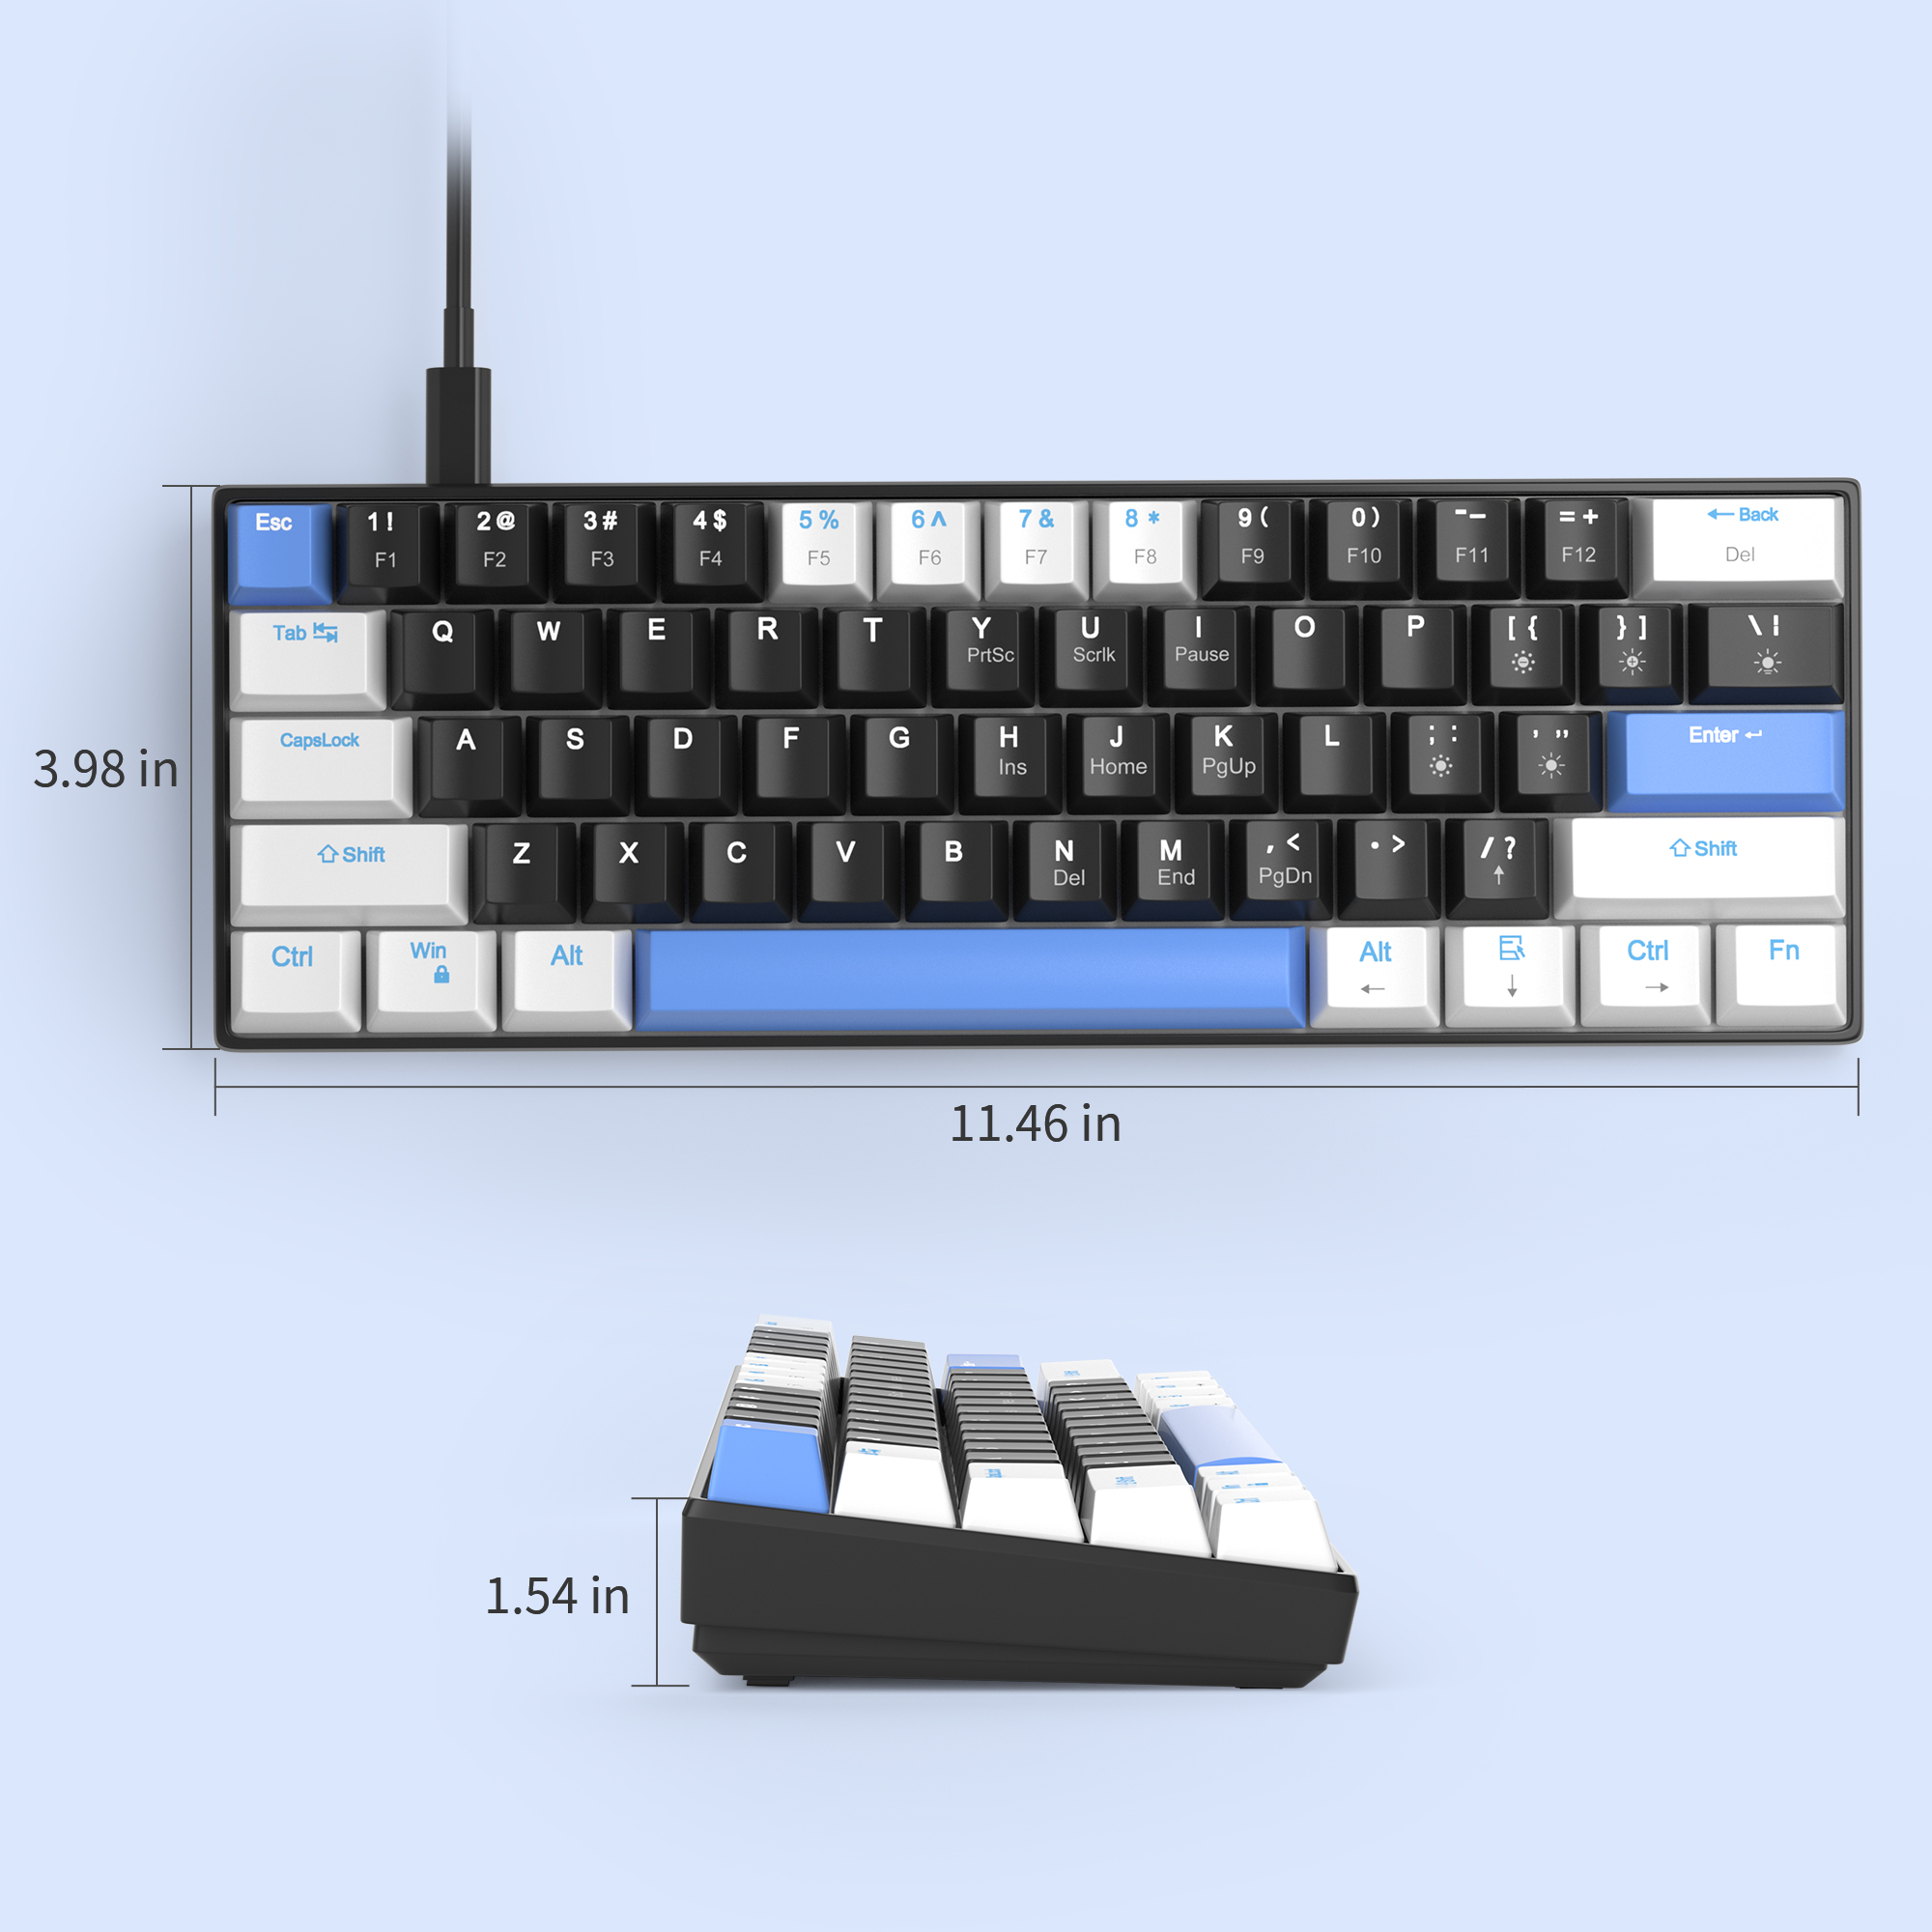 Esc 1 ! 2 @ 3 # 4 $ 5 % 6 ^ 7 & 8 * 9 ( 0 ) - – = + ← Back
F1 F2 F3 F4 F5 F6 F7 F8 F9 F10 F11 F12 Del
Tab Q W E R T Y U I O P [ { } ] \ ¦
PrtSc Scrlk Pause
CapsLock A S D F G H J K L ; : ' " Enter ↵
Ins Home PgUp
⇧ Shift Z X C V B N M , < . > / ? ⇧ Shift
Del End PgDn ↑
Ctrl Win Alt Alt Ctrl Fn
← ↓ →
3.98 in
11.46 in
1.54 in